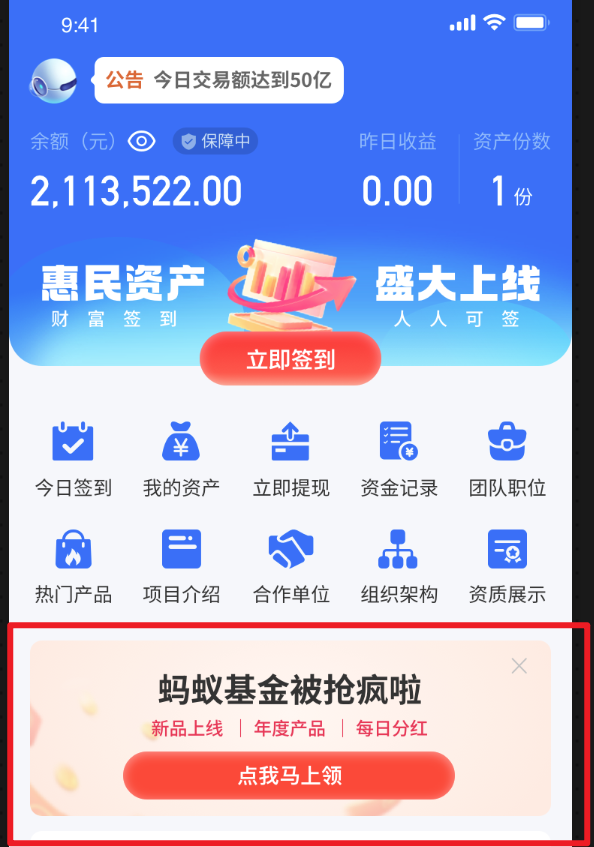 9:41
公告 今日交易额达到50亿
余额（元） 保障中 昨日收益 资产份数
2,113,522.00 0.00 1 份
惠民资产 盛大上线
财富签到 人人可签
立即签到
今日签到 我的资产 立即提现 资金记录 团队职位
热门产品 项目介绍 合作单位 组织架构 资质展示
蚂蚁基金被抢疯啦
新品上线 | 年度产品 | 每日分红
点我马上领